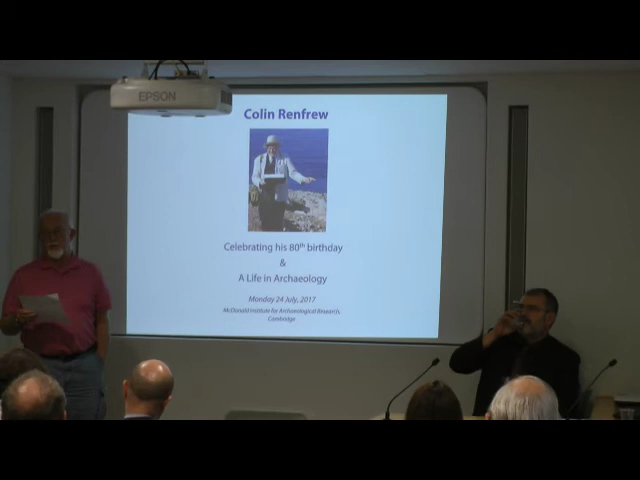 EPSON
Colin Renfrew
Celebrating his 80th birthday
&
A Life in Archaeology
Monday 24 July, 2017
McDonald Institute for Archaeological Research,
Cambridge